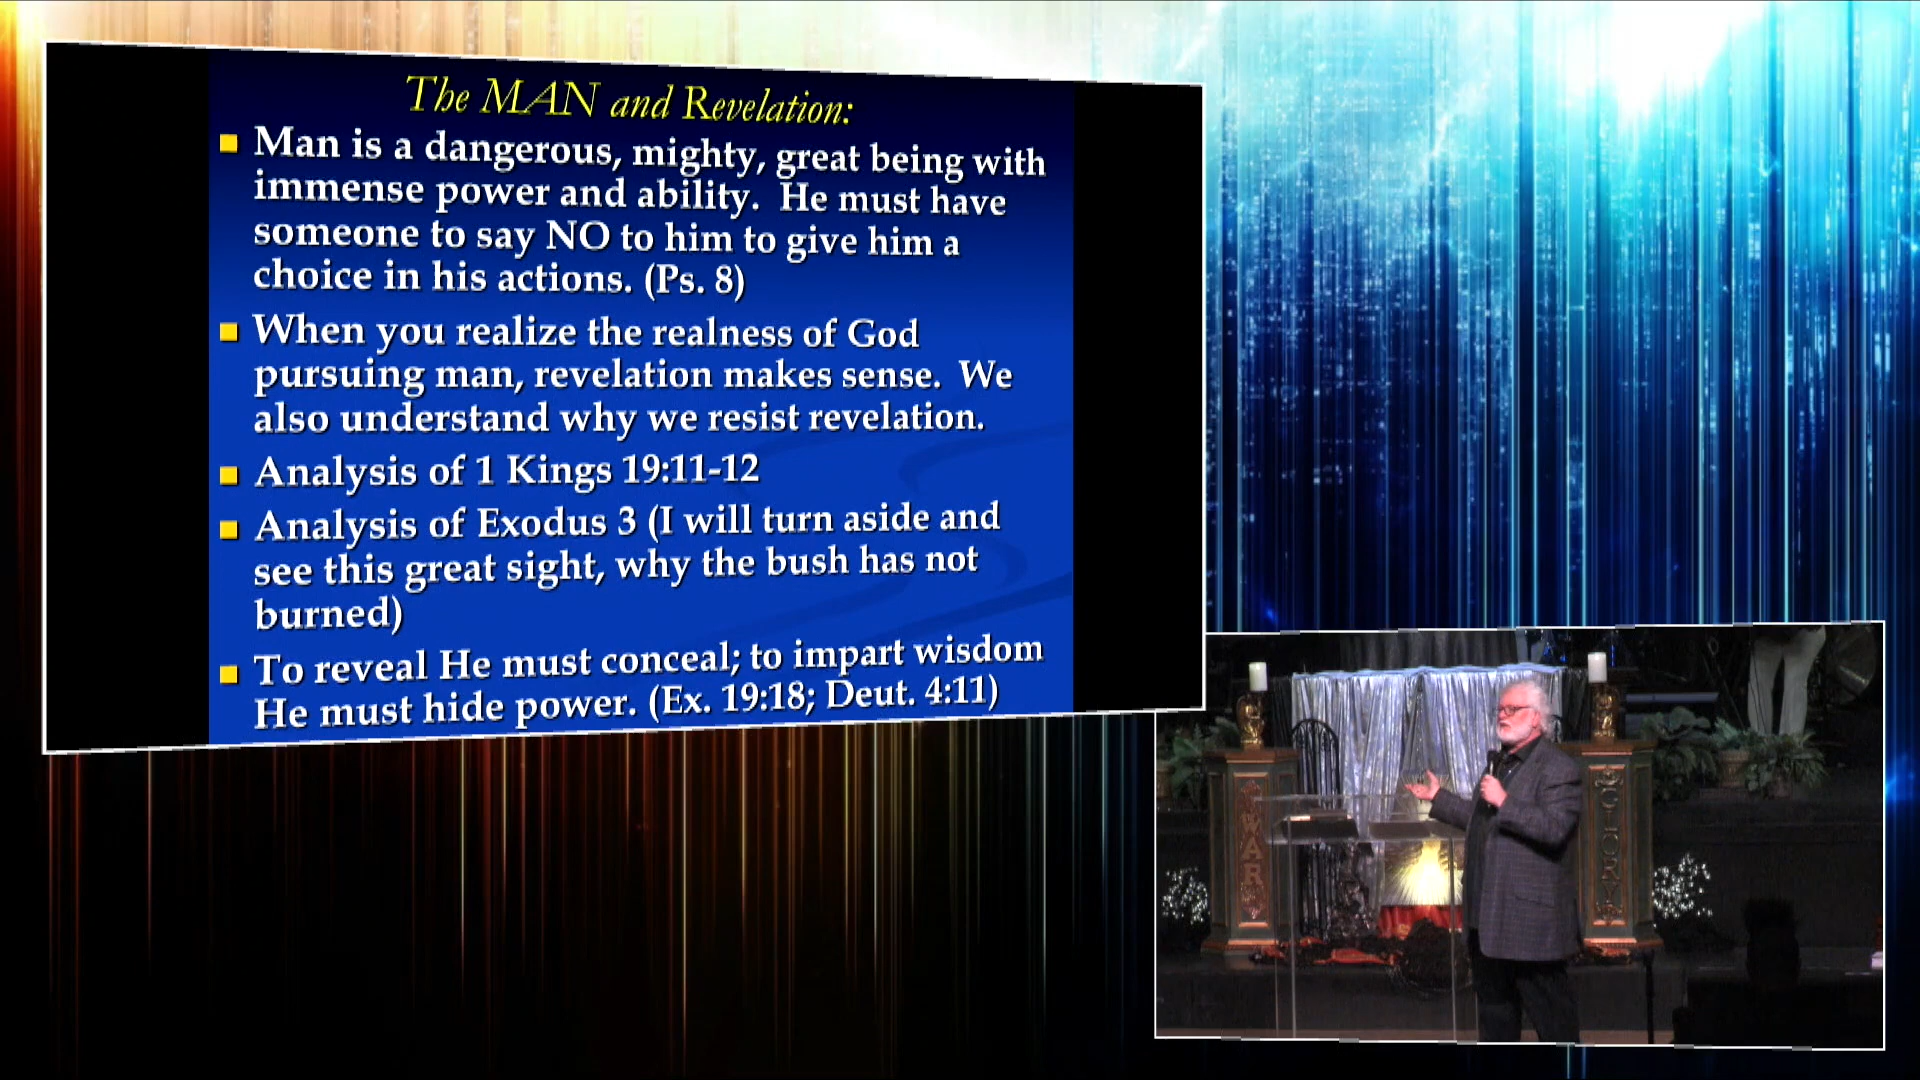 The MAN and Revelation:
Man is a dangerous, mighty, great being with
immense power and ability. He must have
someone to say NO to him to give him a
choice in his actions. (Ps. 8)
When you realize the realness of God
pursuing man, revelation makes sense. We
also understand why we resist revelation.
Analysis of 1 Kings 19:11-12
Analysis of Exodus 3 (I will turn aside and
see this great sight, why the bush has not
burned)
To reveal He must conceal; to impart wisdom
He must hide power. (Ex. 19:18; Deut. 4:11)
WAR
GLORY